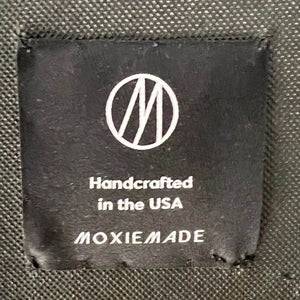 M
Handcrafted
in the USA
MOXIEMADE